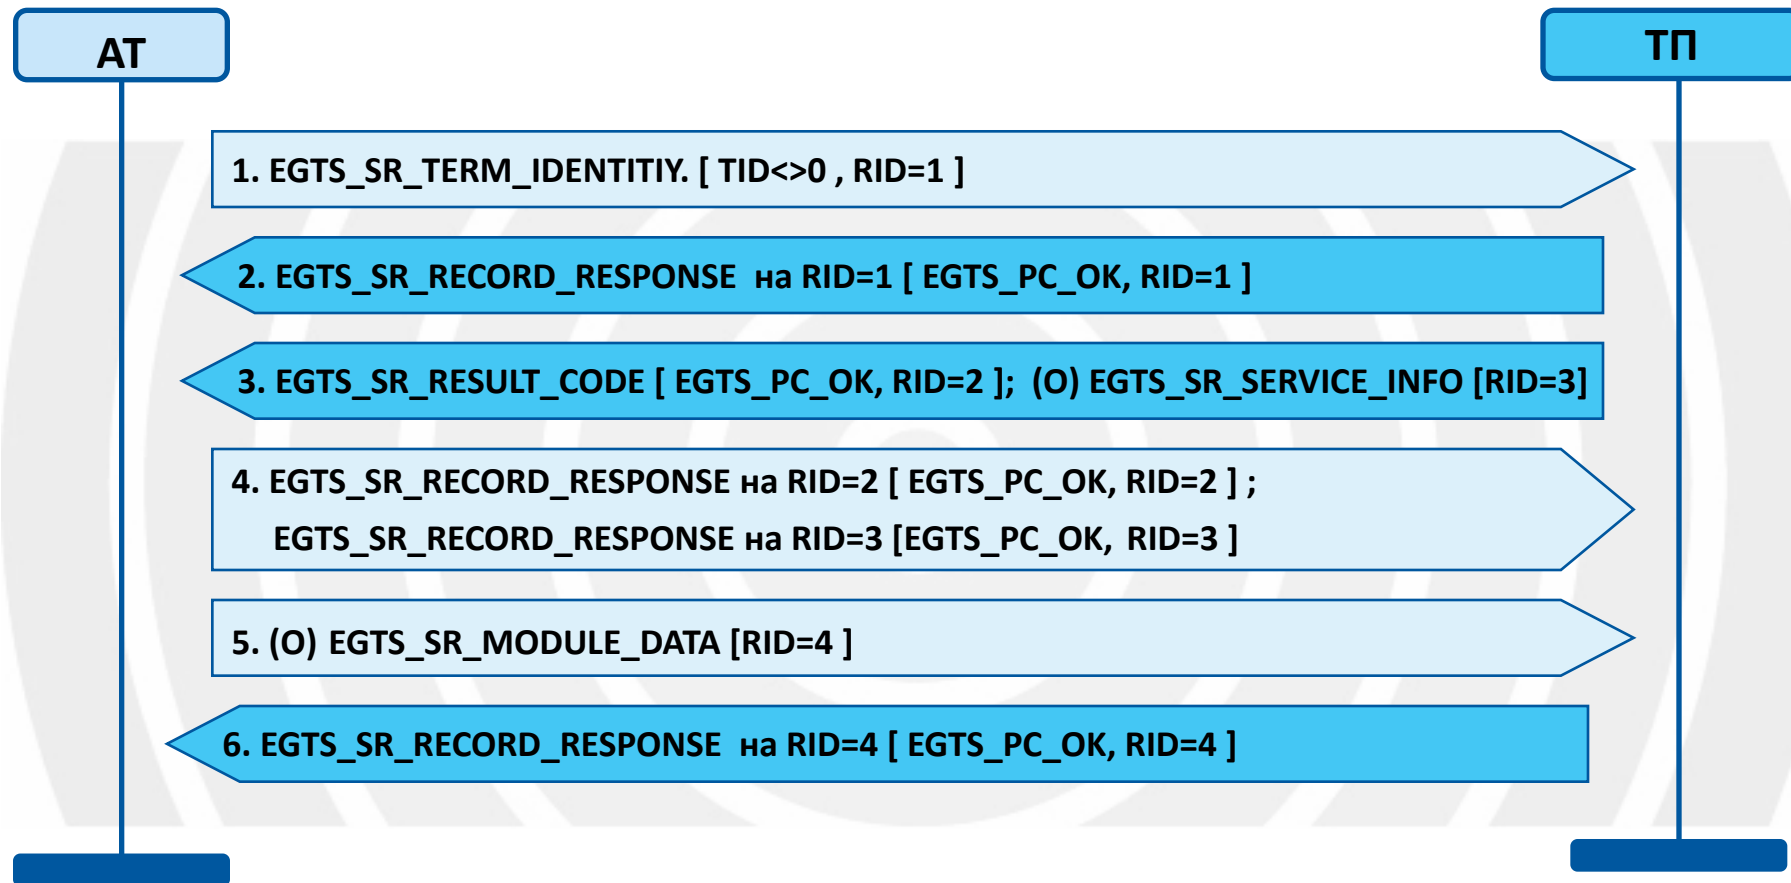 АТ
ТП
1. EGTS_SR_TERM_IDENTITIY. [ TID<>0 , RID=1 ]
2. EGTS_SR_RECORD_RESPONSE на RID=1 [ EGTS_PC_OK, RID=1 ]
3. EGTS_SR_RESULT_CODE [ EGTS_PC_OK, RID=2 ]; (O) EGTS_SR_SERVICE_INFO [RID=3]
4. EGTS_SR_RECORD_RESPONSE на RID=2 [ EGTS_PC_OK, RID=2 ] ;
EGTS_SR_RECORD_RESPONSE на RID=3 [EGTS_PC_OK, RID=3 ]
5. (O) EGTS_SR_MODULE_DATA [RID=4 ]
6. EGTS_SR_RECORD_RESPONSE на RID=4 [ EGTS_PC_OK, RID=4 ]